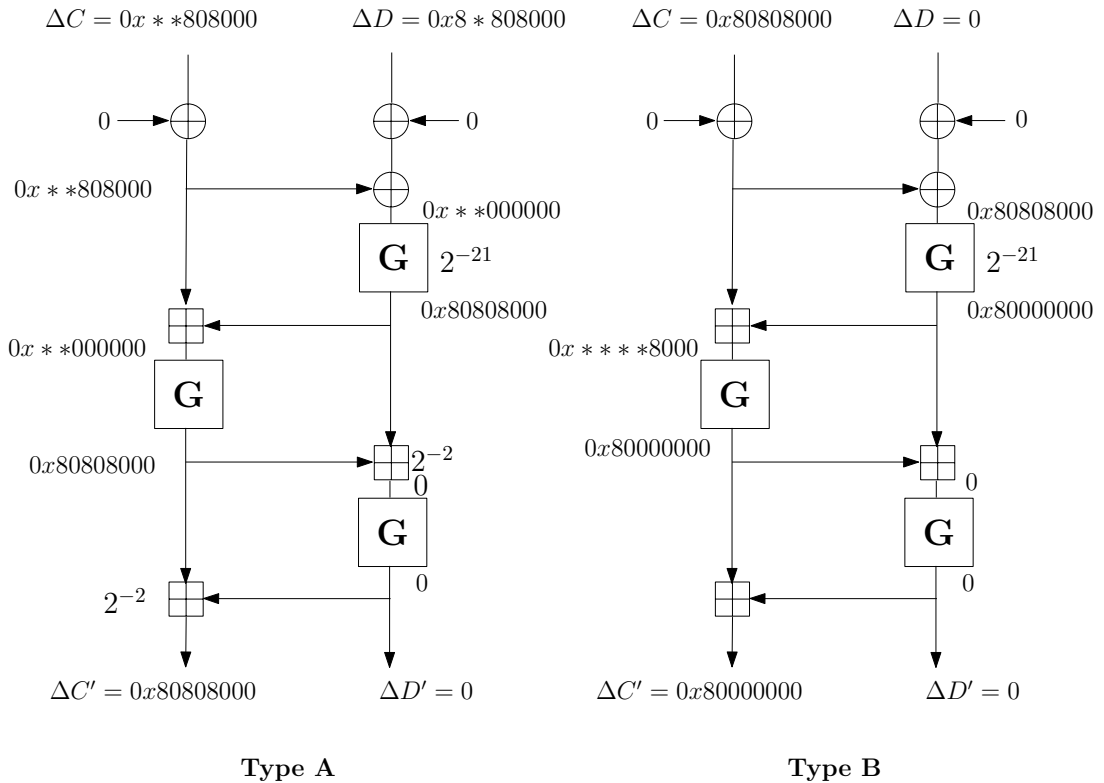 ΔC = 0x ∗ ∗808000
ΔD = 0x8 ∗ 808000
0
0
0x ∗ ∗808000
0x ∗ ∗000000
G
2^{-21}
0x80808000
0x ∗ ∗000000
G
0x80808000
2^{-2}
0
G
0
2^{-2}
ΔC′ = 0x80808000
ΔD′ = 0
Type A
ΔC = 0x80808000
ΔD = 0
0
0
0x80808000
G
2^{-21}
0x80000000
0x ∗ ∗ ∗ ∗8000
G
0x80000000
0
G
0
ΔC′ = 0x80000000
ΔD′ = 0
Type B